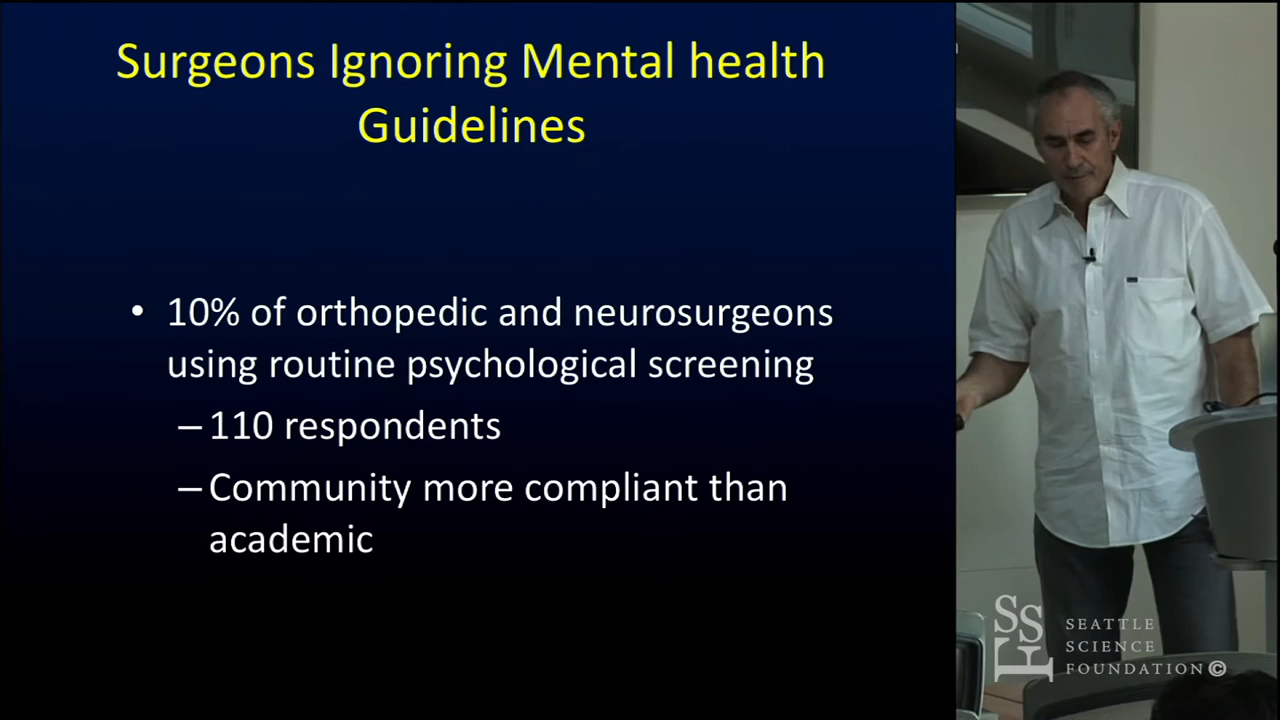 Surgeons Ignoring Mental health
Guidelines
• 10% of orthopedic and neurosurgeons
using routine psychological screening
– 110 respondents
– Community more compliant than
academic
SSF
SEATTLE
SCIENCE
FOUNDATION©